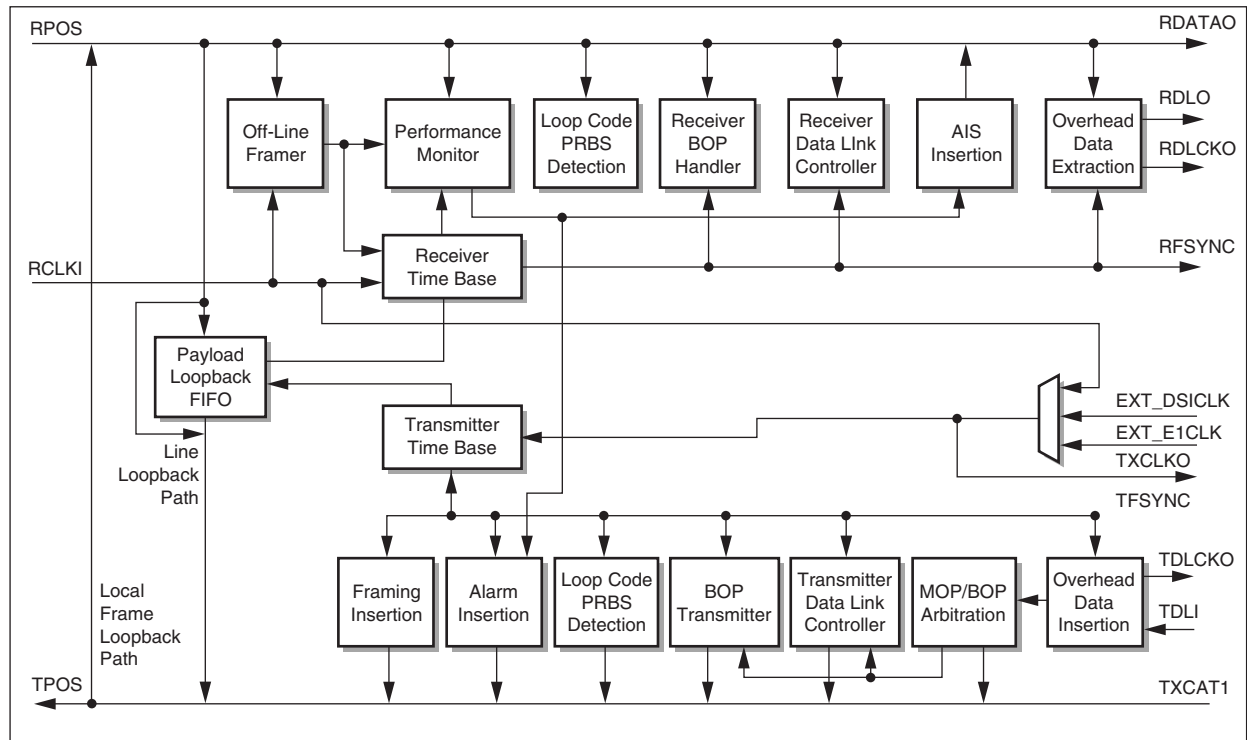 RPOS
RDATAO
Off-Line
Framer
Performance
Monitor
Loop Code
PRBS
Detection
Receiver
BOP
Handler
Receiver
Data LInk
Controller
AIS
Insertion
Overhead
Data
Extraction
RDLO
RDLCKO
RCLKI
Receiver
Time Base
RFSYNC
Payload
Loopback
FIFO
Transmitter
Time Base
EXT_DSICLK
EXT_E1CLK
TXCLKO
TFSYNC
Line
Loopback
Path
Framing
Insertion
Alarm
Insertion
Loop Code
PRBS
Detection
BOP
Transmitter
Transmitter
Data Link
Controller
MOP/BOP
Arbitration
Overhead
Data
Insertion
TDLCKO
TDLI
Local
Frame
Loopback
Path
TPOS
TXCAT1